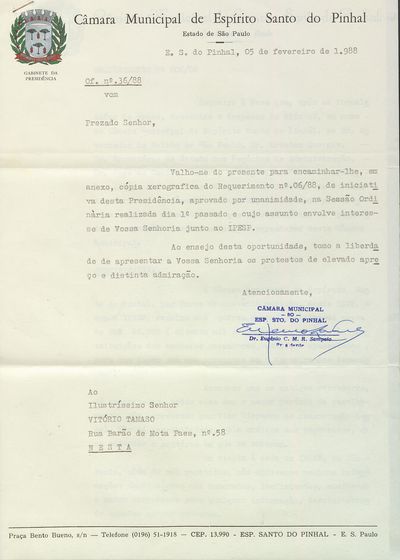 Câmara Municipal de Espírito Santo do Pinhal
Estado de São Paulo
GABINETE DA
PRESIDÊNCIA
E. S. do Pinhal, 05 de fevereiro de 1.988
Of. nº.36/88
vom
Prezado Senhor,
Valho-me do presente para encaminhar-lhe, em
anexo, cópia xerografica do Requerimento nº.06/88, de iniciati
va desta Presidência, aprovado por unanimidade, na Sessão Ordi
nária realizada dia 1º passado e cujo assunto envolve interes-
se de Vossa Senhoria junto ao IPESP.
Ao ensejo desta oportunidade, tomo a liberda
de de apresentar a Vossa Senhoria os protestos de elevado apre
ço e distinta admiração.
Atenciosamente,
CÂMARA MUNICIPAL
DO
ESP. STO. DO PINHAL
Dr. Eugênio C. M. R. Sampaio
Ao
Ilustríssimo Senhor
VITÓRIO TAMASO
Rua Barão de Mota Paes, nº.58
N E S T A
Praça Bento Bueno, s/n — Telefone (0196) 51-1918 — CEP. 13.990 - ESP. SANTO DO PINHAL - E. S. Paulo